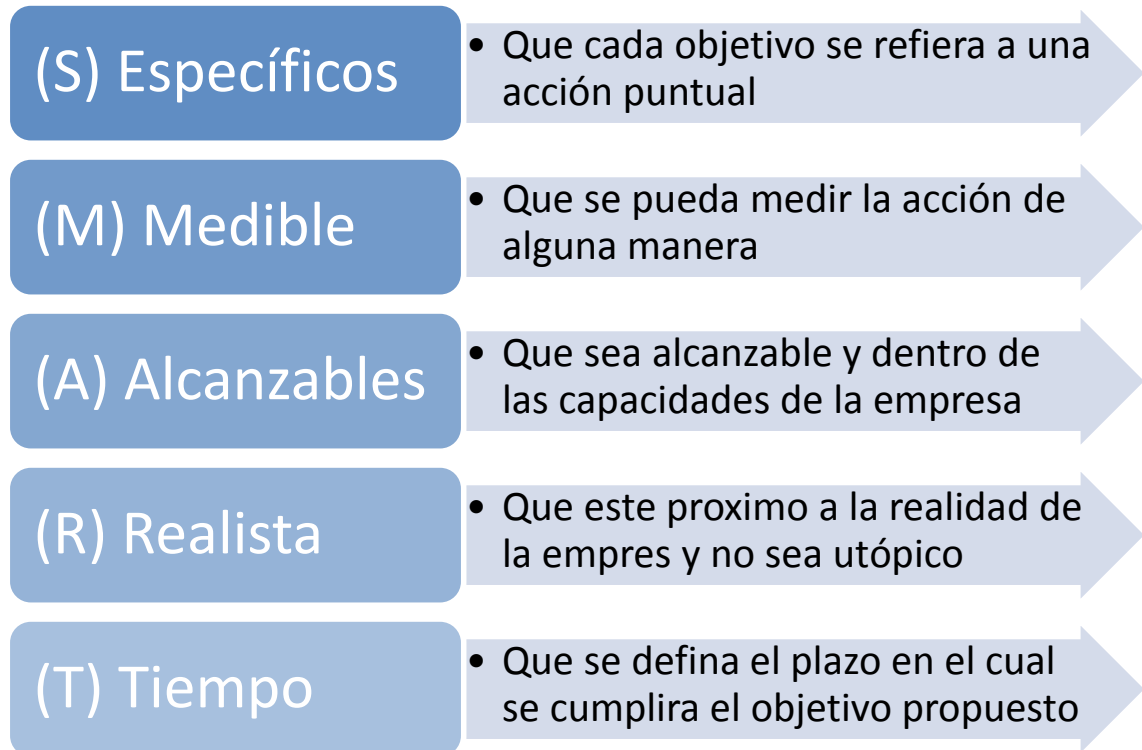 (S) Específicos
• Que cada objetivo se refiera a una
acción puntual
(M) Medible
• Que se pueda medir la acción de
alguna manera
(A) Alcanzables
• Que sea alcanzable y dentro de
las capacidades de la empresa
(R) Realista
• Que este proximo a la realidad de
la empres y no sea utópico
(T) Tiempo
• Que se defina el plazo en el cual
se cumplira el objetivo propuesto